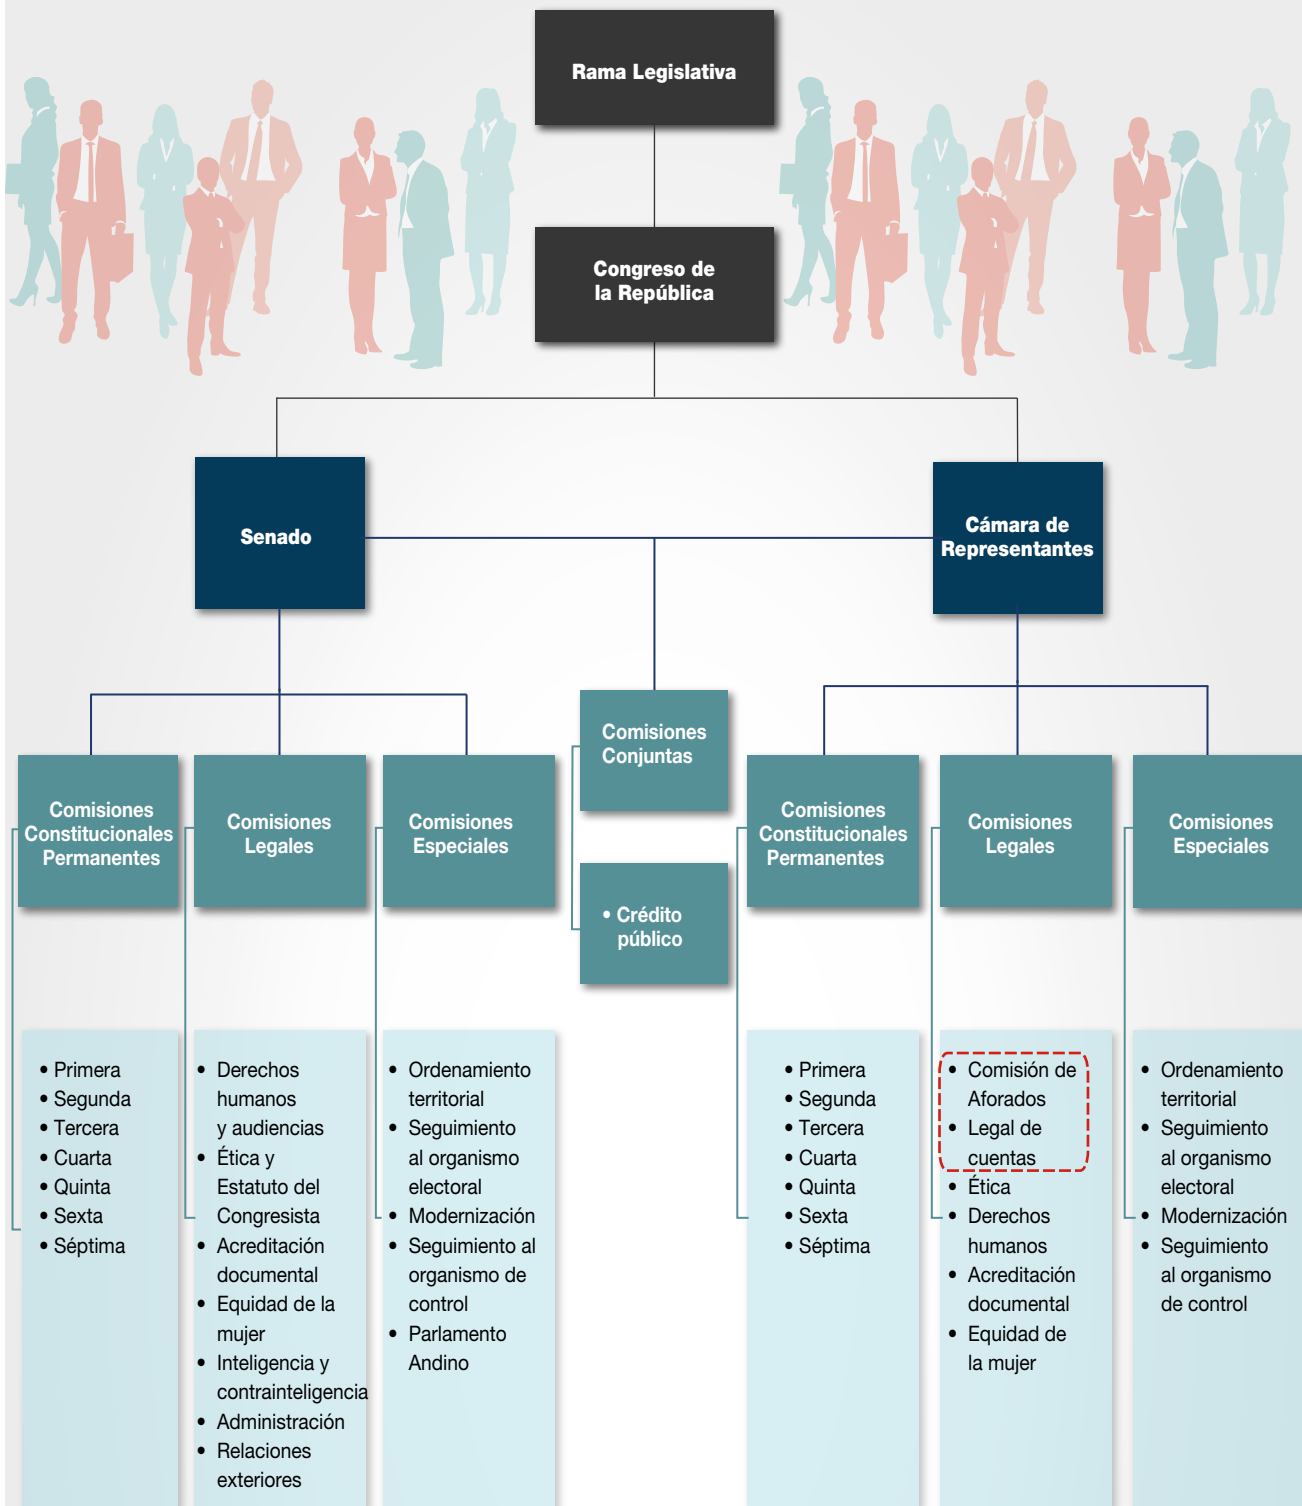 Rama Legislativa
Congreso de
la República
Senado
Cámara de
Representantes
Comisiones
Constitucionales
Permanentes
Comisiones
Legales
Comisiones
Especiales
Comisiones
Conjuntas
• Crédito
público
Comisiones
Constitucionales
Permanentes
Comisiones
Legales
Comisiones
Especiales
• Primera
• Segunda
• Tercera
• Cuarta
• Quinta
• Sexta
• Séptima
• Derechos
humanos
y audiencias
• Ética y
Estatuto del
Congresista
• Acreditación
documental
• Equidad de la
mujer
• Inteligencia y
contrainteligencia
• Administración
• Relaciones
exteriores
• Ordenamiento
territorial
• Seguimiento
al organismo
electoral
• Modernización
• Seguimiento al
organismo de
control
• Parlamento
Andino
• Primera
• Segunda
• Tercera
• Cuarta
• Quinta
• Sexta
• Séptima
• Comisión de
Aforados
• Legal de
cuentas
• Ética
• Derechos
humanos
• Acreditación
documental
• Equidad de
la mujer
• Ordenamiento
territorial
• Seguimiento
al organismo
electoral
• Modernización
• Seguimiento
al organismo
de control